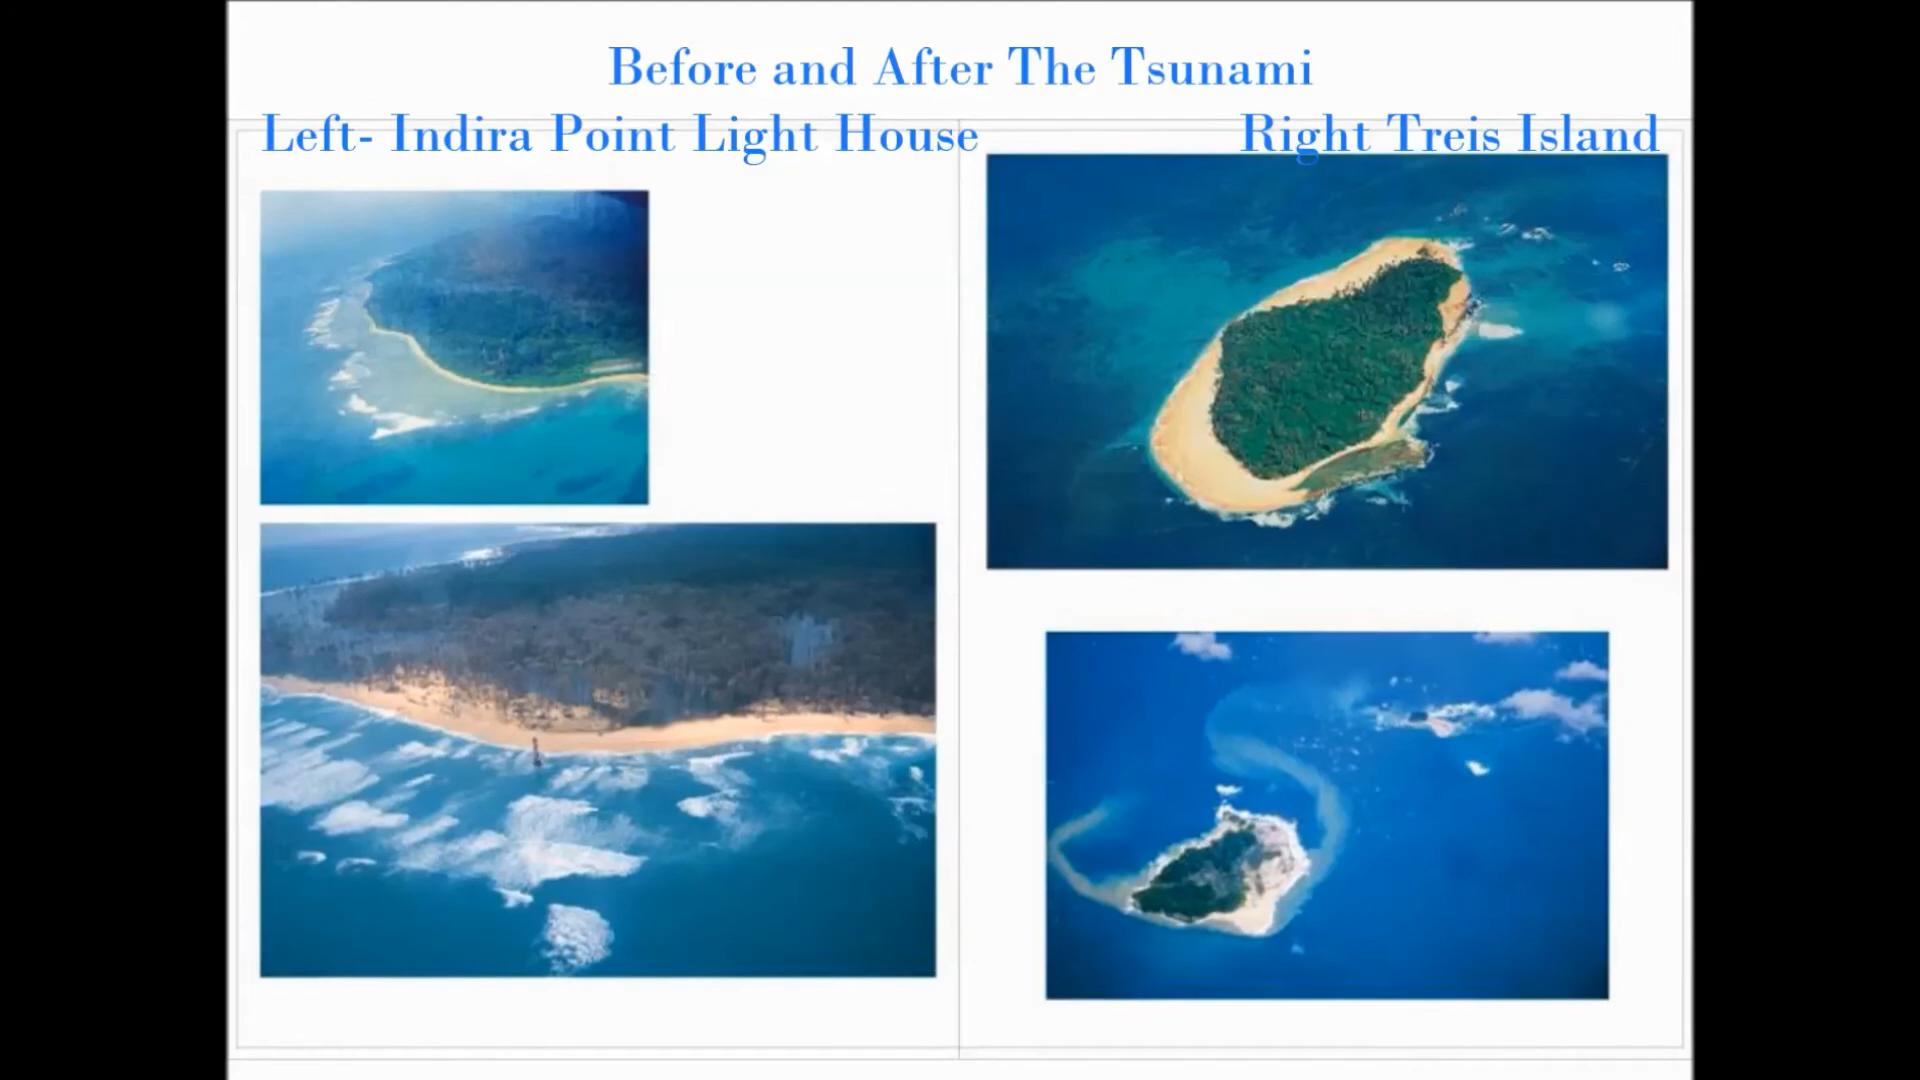 Before and After The Tsunami
Left- Indira Point Light House
Right Treis Island